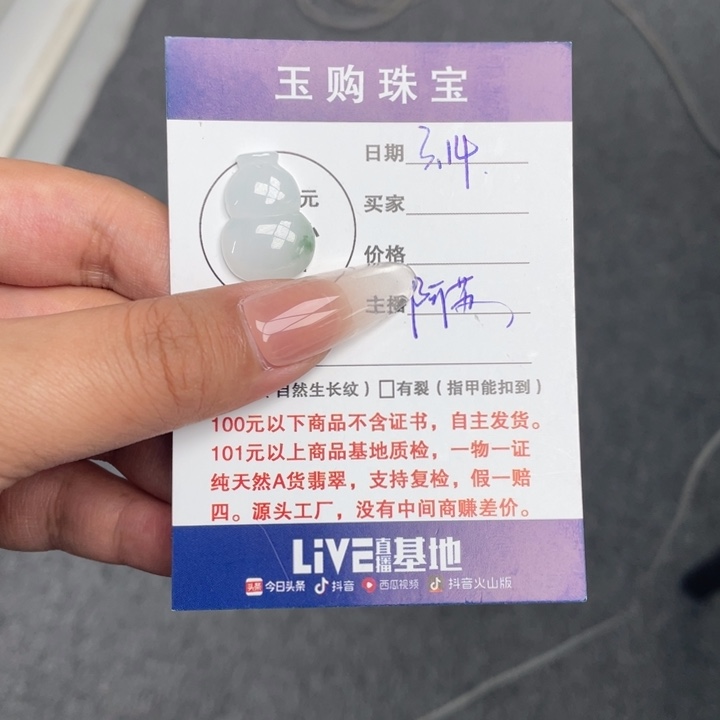 玉购珠宝
日期 3.14.
元
买家
价格
主播 阿苏
自然生长纹）□有裂（指甲能扣到）
100元以下商品不含证书，自主发货。
101元以上商品基地质检，一物一证
纯天然A货翡翠，支持复检，假一赔
四。源头工厂，没有中间商赚差价。
LiVE直播基地
头条 今日头条 抖音 西瓜视频 抖音火山版